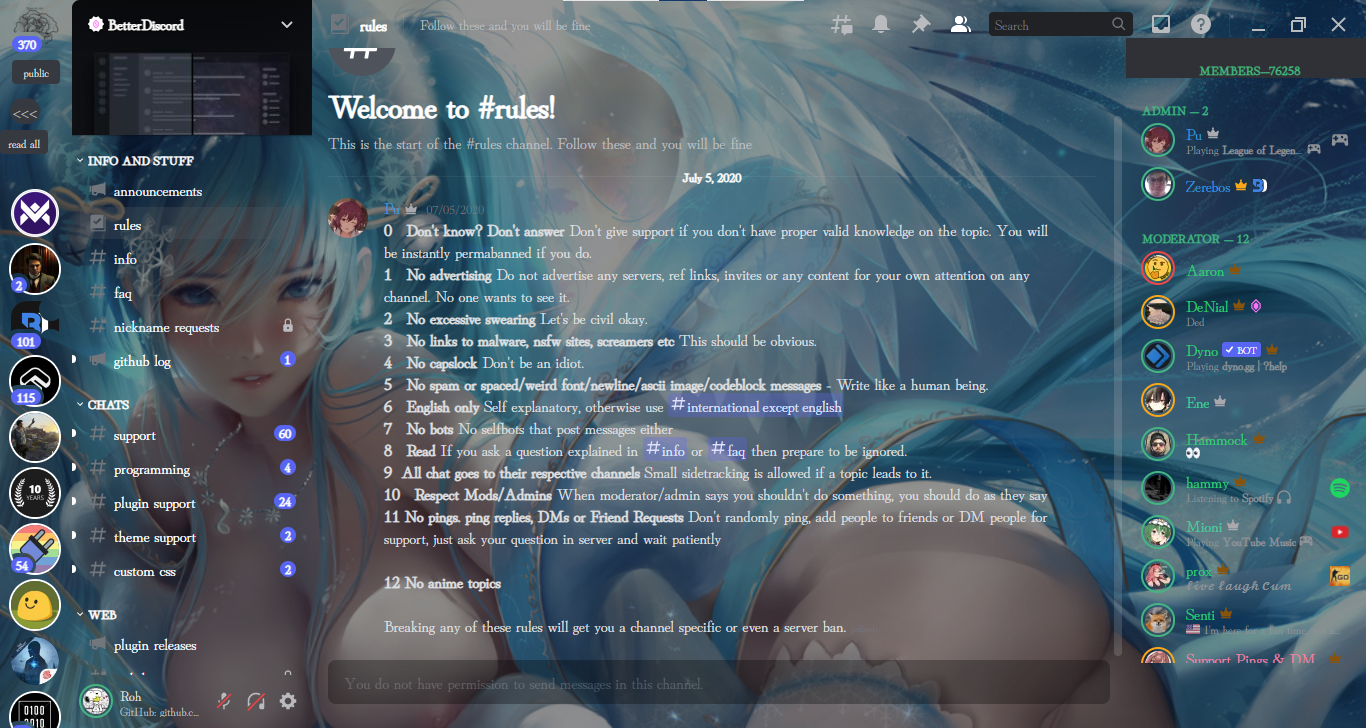 370
public
<<<
read all
2
101
115
10
YEARS
54
0100
0010
BetterDiscord
INFO AND STUFF
announcements
rules
info
faq
nickname requests
github log 1
CHATS
support 60
programming 4
plugin support 24
theme support 2
custom css 2
WEB
plugin releases
Roh
GitHub: github.c...
rules Follow these and you will be fine
Search
Welcome to #rules!
This is the start of the #rules channel. Follow these and you will be fine
July 5, 2020
Pu 07/05/2020
0 Don't know? Don't answer Don't give support if you don't have proper valid knowledge on the topic. You will
be instantly permabanned if you do.
1 No advertising Do not advertise any servers, ref links, invites or any content for your own attention on any
channel. No one wants to see it.
2 No excessive swearing Let's be civil okay.
3 No links to malware, nsfw sites, screamers etc This should be obvious.
4 No capslock Don't be an idiot.
5 No spam or spaced/weird font/newline/ascii image/codeblock messages - Write like a human being.
6 English only Self explanatory, otherwise use #international except english
7 No bots No selfbots that post messages either
8 Read If you ask a question explained in #info or #faq then prepare to be ignored.
9 All chat goes to their respective channels Small sidetracking is allowed if a topic leads to it.
10 Respect Mods/Admins When moderator/admin says you shouldn't do something, you should do as they say
11 No pings. ping replies, DMs or Friend Requests Don't randomly ping, add people to friends or DM people for
support, just ask your question in server and wait patiently
12 No anime topics
Breaking any of these rules will get you a channel specific or even a server ban.
You do not have permission to send messages in this channel.
MEMBERS—76258
ADMIN — 2
Pu
Playing League of Legen...
Zerebos
MODERATOR — 12
Aaron
DeNial
Ded
Dyno BOT
Playing dyno.gg | ?help
Ene
Hammock
hammy
Listening to Spotify
Mioni
Playing YouTube Music
prox
live laugh Cum
GO
Senti
I'm here for a fun time
Support Pings & DM